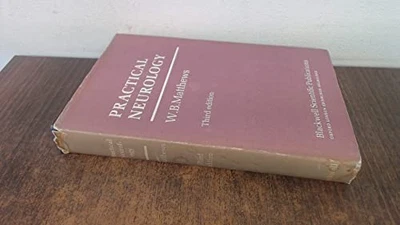 PRACTICAL
NEUROLOGY
W.B.Matthews
Third edition
Blackwell Scientific Publications